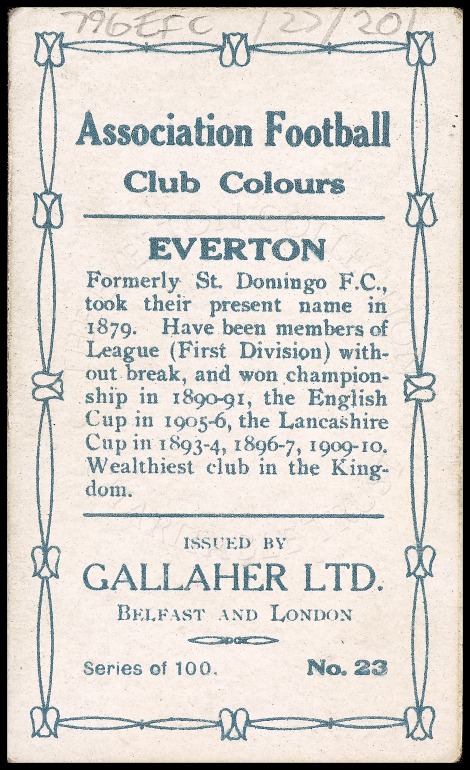 796EFC /23/20/
Association Football
Club Colours
EVERTON
Formerly St. Domingo F.C.,
took their present name in
1879. Have been members of
League (First Division) with-
out break, and won champion-
ship in 1890-91, the English
Cup in 1905-6, the Lancashire
Cup in 1893-4, 1896-7, 1909-10.
Wealthiest club in the King-
dom.
ISSUED BY
GALLAHER LTD.
BELFAST AND LONDON
Series of 100. No. 23